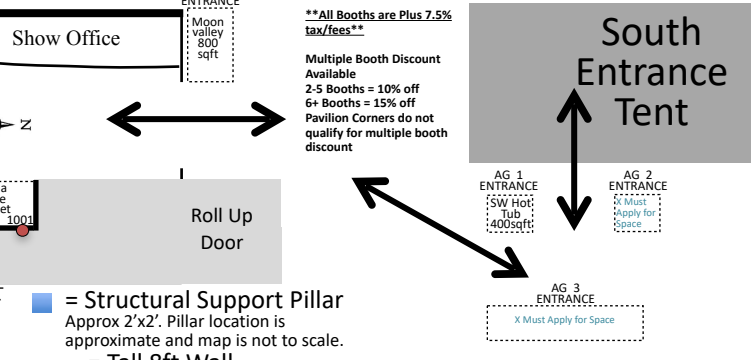 ENTRANCE
Moon
valley
800
sqft
Show Office
**All Booths are Plus 7.5%
tax/fees**
Multiple Booth Discount
Available
2-5 Booths = 10% off
6+ Booths = 15% off
Pavilion Corners do not
qualify for multiple booth
discount
South
Entrance
Tent
N
AG 1
ENTRANCE
SW Hot
Tub
400sqft
AG 2
ENTRANCE
X Must
Apply for
Space
a
e
et
1001
Roll Up
Door
AG 3
ENTRANCE
X Must Apply for Space
= Structural Support Pillar
Approx 2'x2'. Pillar location is
approximate and map is not to scale.
= Tall 8ft Wall